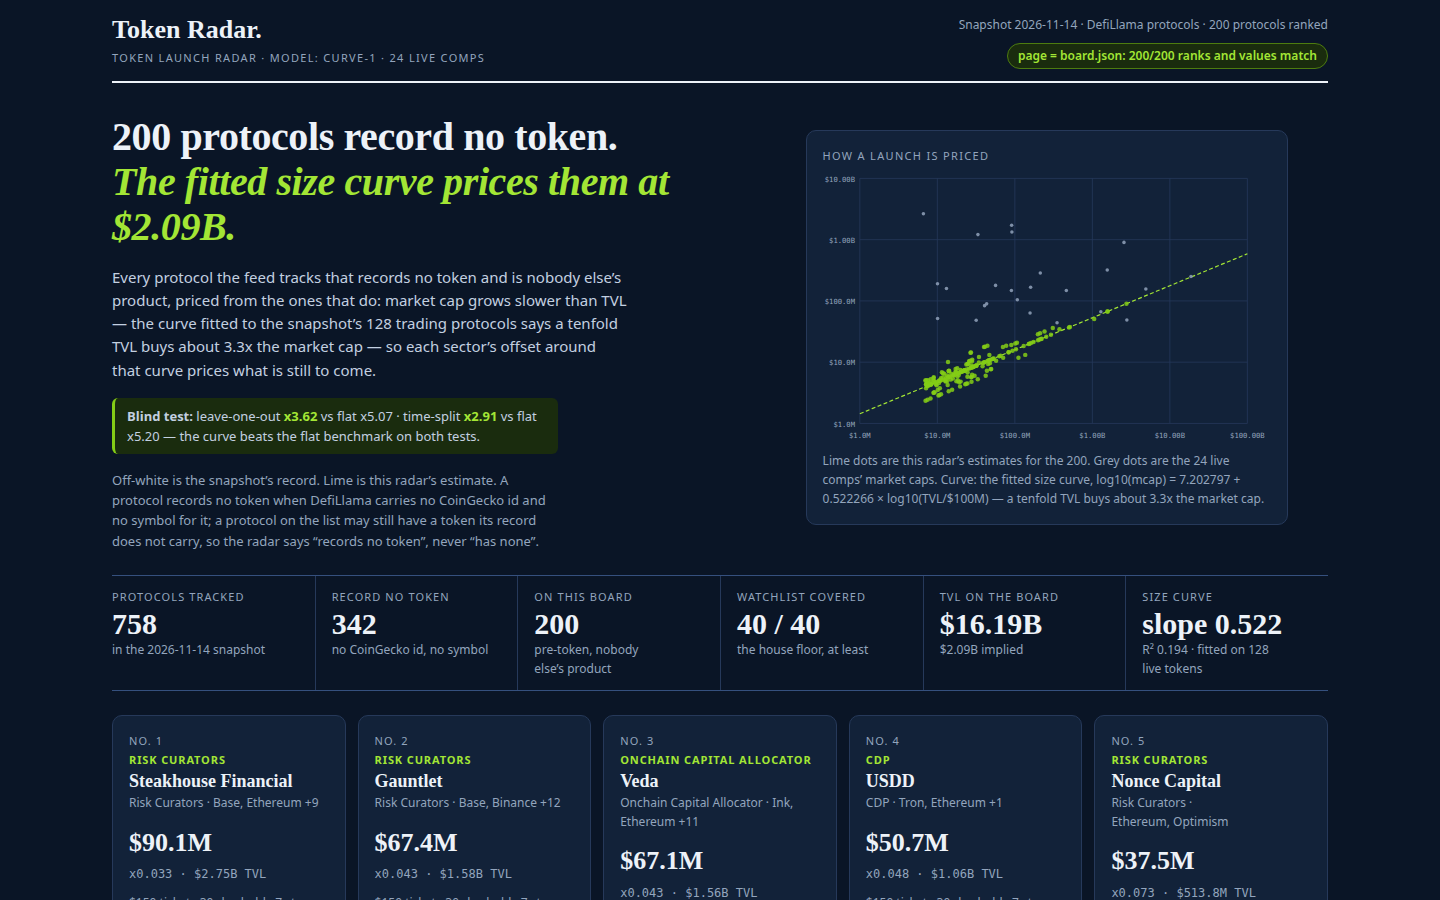 Token Radar.
TOKEN LAUNCH RADAR · MODEL: CURVE-1 · 24 LIVE COMPS
Snapshot 2026-11-14 · DefiLlama protocols · 200 protocols ranked
page = board.json: 200/200 ranks and values match
200 protocols record no token.
The fitted size curve prices them at
$2.09B.
Every protocol the feed tracks that records no token and is nobody else’s
product, priced from the ones that do: market cap grows slower than TVL
— the curve fitted to the snapshot’s 128 trading protocols says a tenfold
TVL buys about 3.3x the market cap — so each sector’s offset around
that curve prices what is still to come.
Blind test: leave-one-out x3.62 vs flat x5.07 · time-split x2.91 vs flat
x5.20 — the curve beats the flat benchmark on both tests.
Off-white is the snapshot’s record. Lime is this radar’s estimate. A
protocol records no token when DefiLlama carries no CoinGecko id and
no symbol for it; a protocol on the list may still have a token its record
does not carry, so the radar says “records no token”, never “has none”.
HOW A LAUNCH IS PRICED
$10.00B
$1.00B
$100.0M
$10.0M
$1.0M
$1.0M $10.0M $100.0M $1.00B $10.00B $100.00B
Lime dots are this radar’s estimates for the 200. Grey dots are the 24 live
comps’ market caps. Curve: the fitted size curve, log10(mcap) = 7.202797 +
0.522266 × log10(TVL/$100M) — a tenfold TVL buys about 3.3x the market cap.
PROTOCOLS TRACKED
758
in the 2026-11-14 snapshot
RECORD NO TOKEN
342
no CoinGecko id, no symbol
ON THIS BOARD
200
pre-token, nobody
else’s product
WATCHLIST COVERED
40 / 40
the house floor, at least
TVL ON THE BOARD
$16.19B
$2.09B implied
SIZE CURVE
slope 0.522
R² 0.194 · fitted on 128
live tokens
NO. 1
RISK CURATORS
Steakhouse Financial
Risk Curators · Base, Ethereum +9
$90.1M
x0.033 · $2.75B TVL
NO. 2
RISK CURATORS
Gauntlet
Risk Curators · Base, Binance +12
$67.4M
x0.043 · $1.58B TVL
NO. 3
ONCHAIN CAPITAL ALLOCATOR
Veda
Onchain Capital Allocator · Ink,
Ethereum +11
$67.1M
x0.043 · $1.56B TVL
NO. 4
CDP
USDD
CDP · Tron, Ethereum +1
$50.7M
x0.048 · $1.06B TVL
NO. 5
RISK CURATORS
Nonce Capital
Risk Curators ·
Ethereum, Optimism
$37.5M
x0.073 · $513.8M TVL